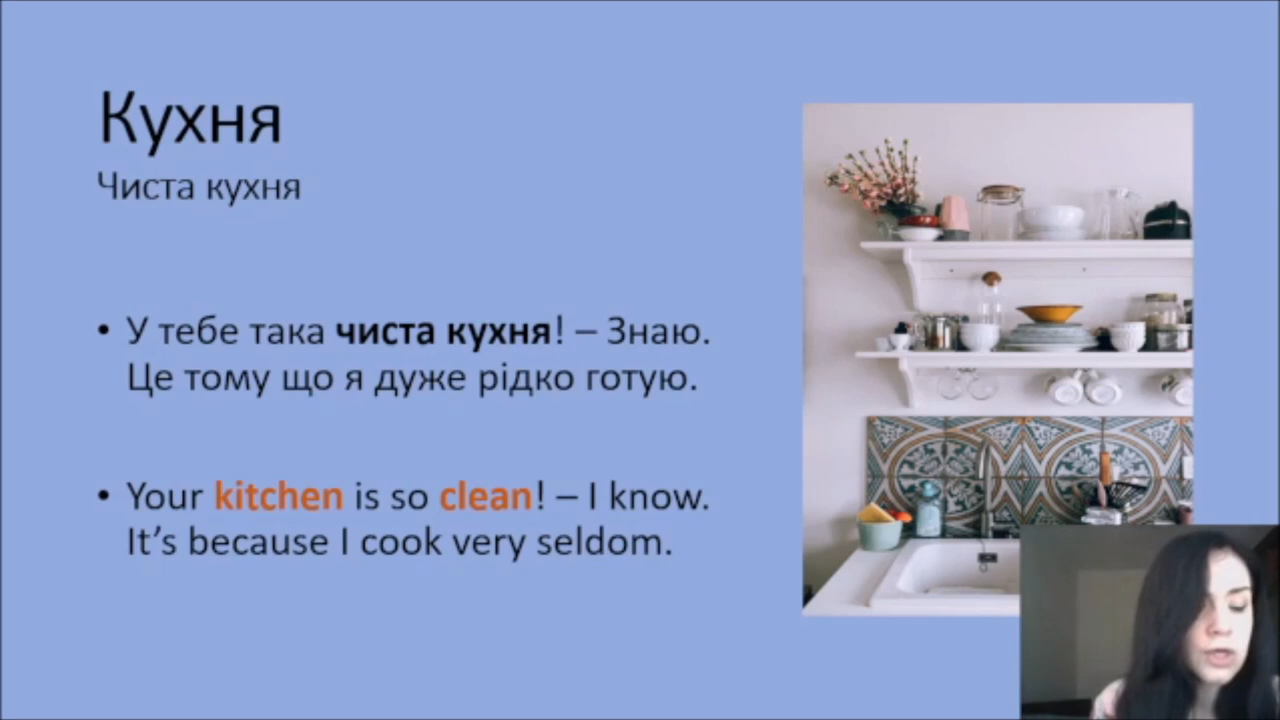 Кухня
Чиста кухня
• У тебе така чиста кухня! – Знаю.
Це тому що я дуже рідко готую.
• Your kitchen is so clean! – I know.
It’s because I cook very seldom.